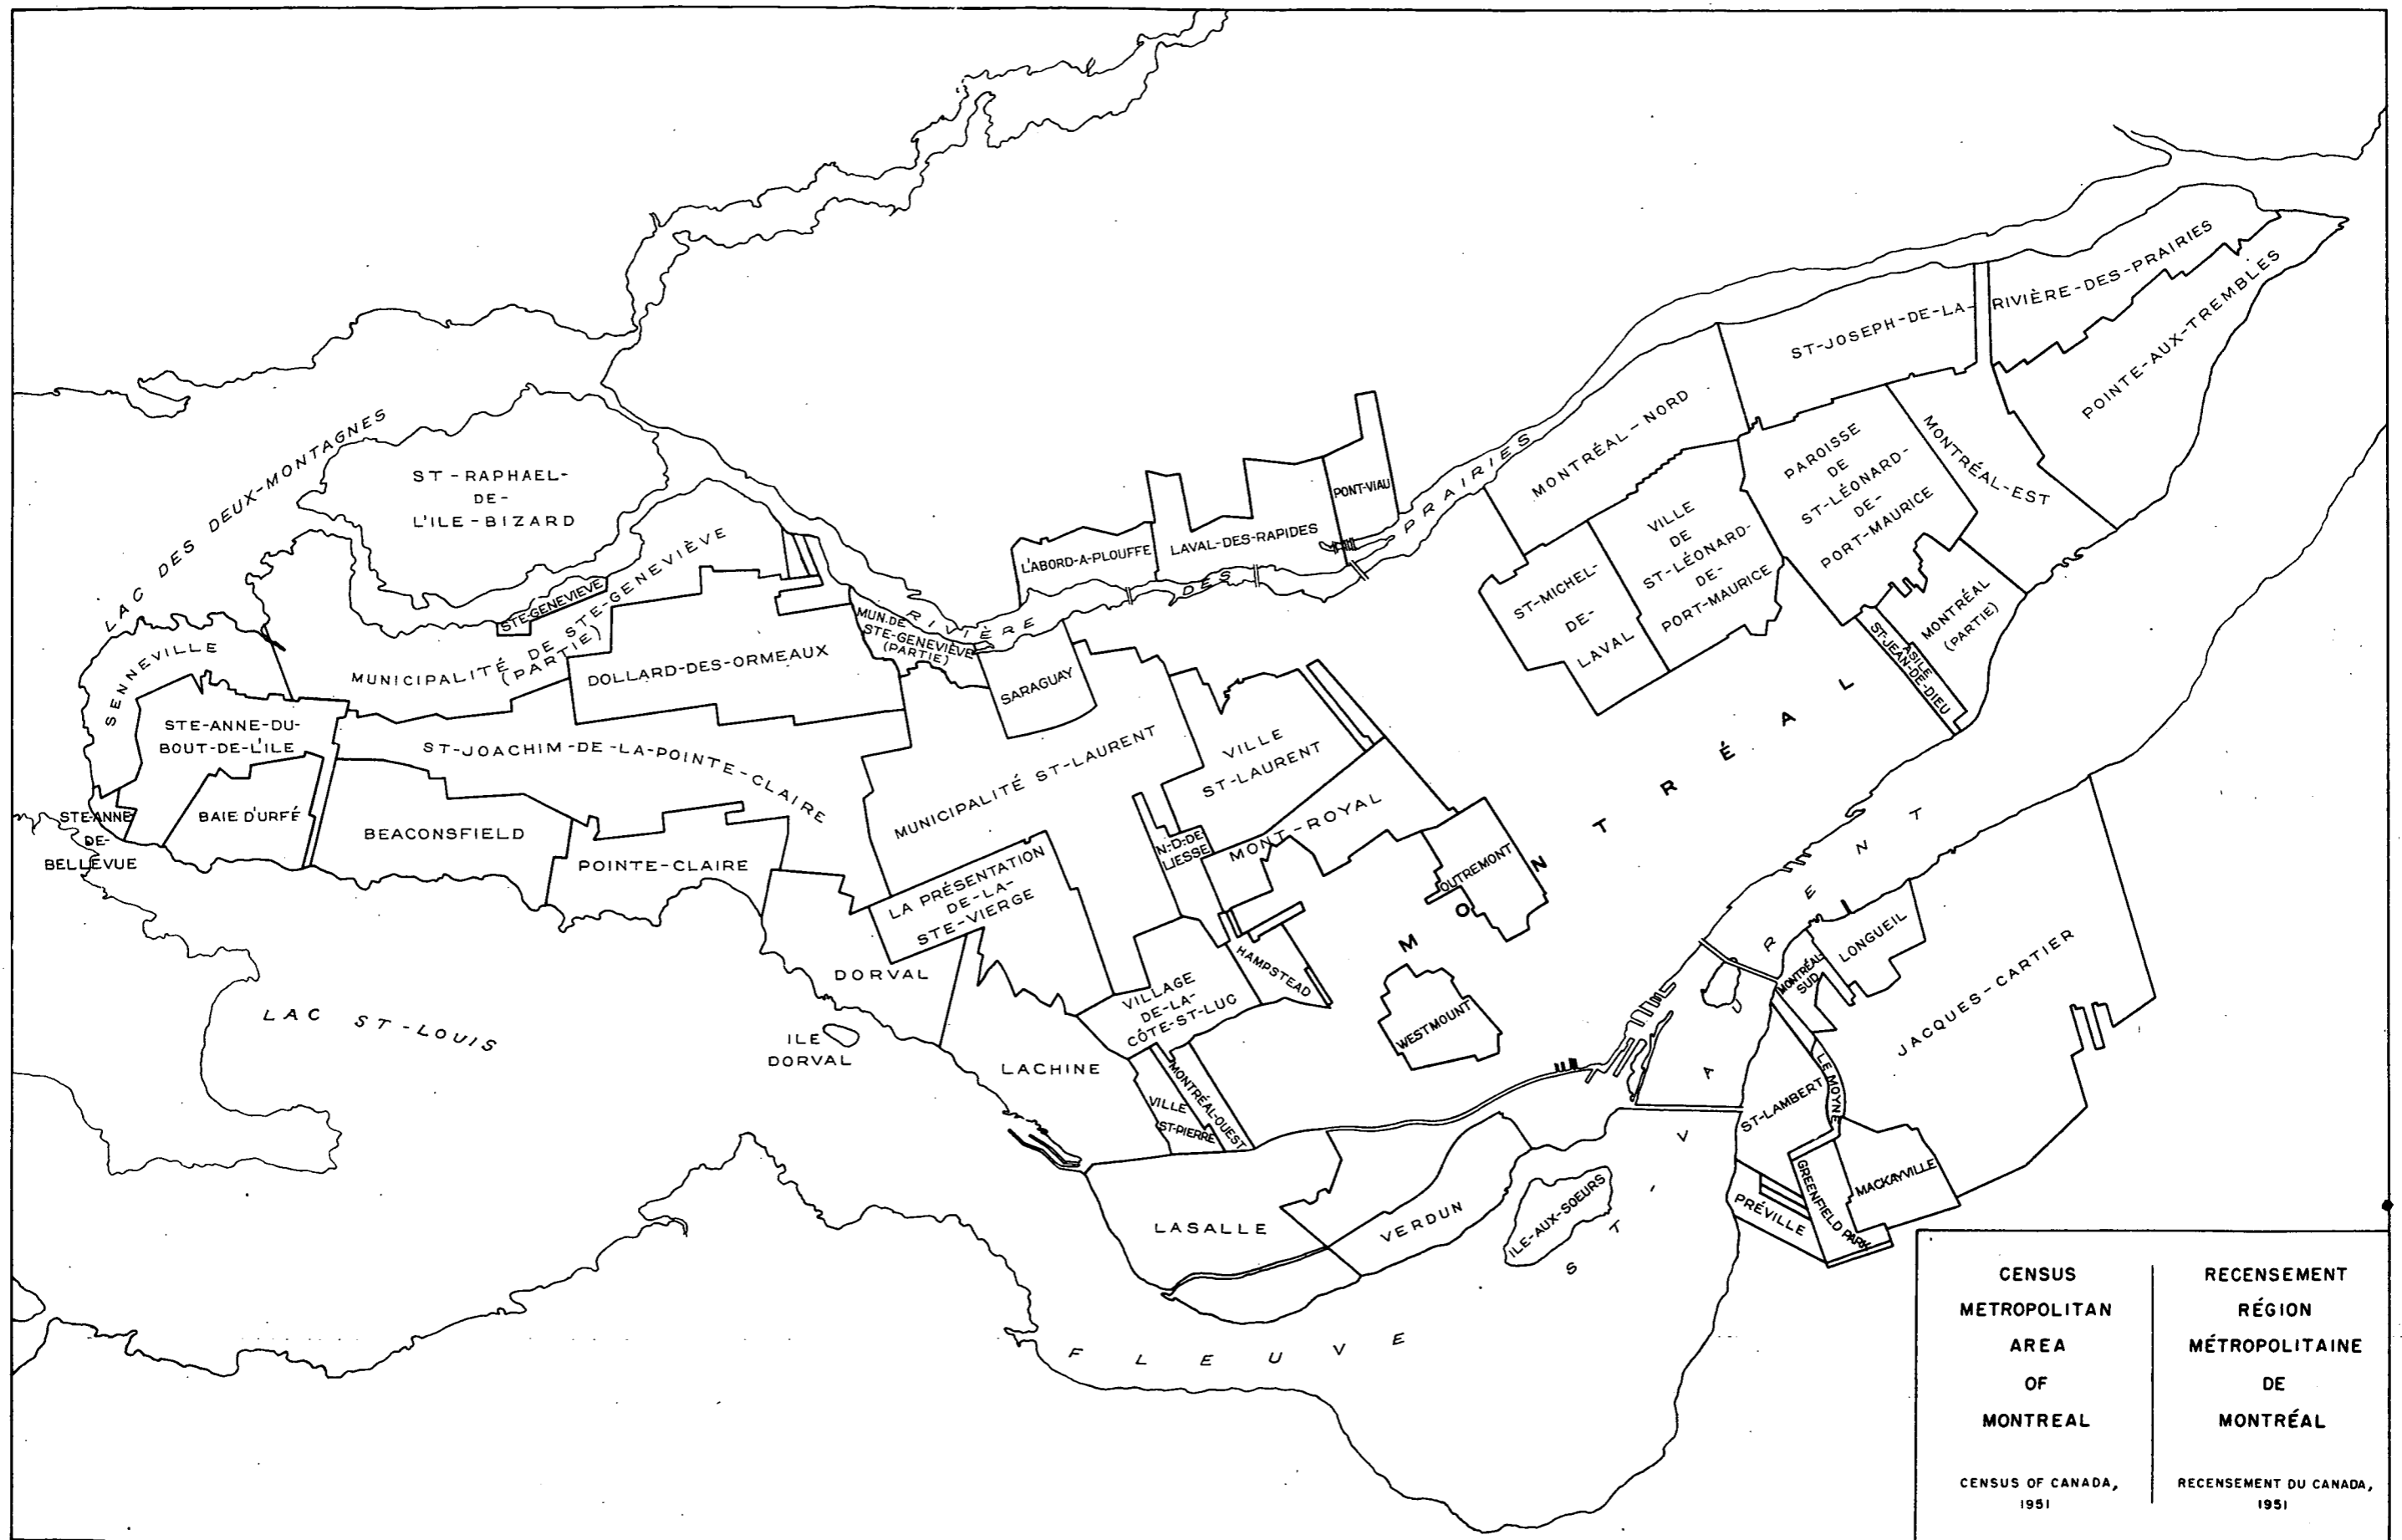 LAC DES DEUX-MONTAGNES
ST-RAPHAEL-
DE-
L'ILE-BIZARD
STE-GENEVIEVE
MUNICIPALITÉ DE STE-GENEVIÈVE
(PARTIE)
SENNEVILLE
STE-ANNE-DU-
BOUT-DE-L'ILE
STE-ANNE
DE-
BELLEVUE
BAIE D'URFÉ
BEACONSFIELD
POINTE-CLAIRE
ST-JOACHIM-DE-LA-POINTE-CLAIRE
DOLLARD-DES-ORMEAUX
MUN. DE
STE-GENEVIÈVE
(PARTIE)
RIVIÈRE DES PRAIRIES
SARAGUAY
L'ABORD-A-PLOUFFE
LAVAL-DES-RAPIDES
PONT-VIAU
MUNICIPALITÉ ST-LAURENT
VILLE
ST-LAURENT
MONT-ROYAL
N.-D.-DE
LIESSE
LA PRÉSENTATION
DE-LA-
STE-VIERGE
DORVAL
ILE
DORVAL
LAC ST-LOUIS
LACHINE
VILLAGE
DE-LA-
CÔTE-ST-LUC
HAMPSTEAD
MONTRÉAL-OUEST
VILLE
ST-PIERRE
LASALLE
VERDUN
ILE-AUX-SOEURS
WESTMOUNT
OUTREMONT
MONTRÉAL
MONTRÉAL-NORD
ST-MICHEL-
DE-
LAVAL
VILLE
DE
ST-LÉONARD-
DE-
PORT-MAURICE
PAROISSE
DE
ST-LÉONARD-
DE-
PORT-MAURICE
ST-JOSEPH-DE-LA-RIVIÈRE-DES-PRAIRIES
POINTE-AUX-TREMBLES
MONTRÉAL-EST
MONTRÉAL
(PARTIE)
ASILE
ST-JEAN-DE-DIEU
LONGUEIL
MONTRÉAL-
SUD
JACQUES-CARTIER
ST-LAMBERT
LE MOYNE
GREENFIELD PARK
MACKAYVILLE
PRÉVILLE
FLEUVE ST LAVRENT
CENSUS
METROPOLITAN
AREA
OF
MONTREAL
CENSUS OF CANADA,
1951
RECENSEMENT
RÉGION
MÉTROPOLITAINE
DE
MONTRÉAL
RECENSEMENT DU CANADA,
1951